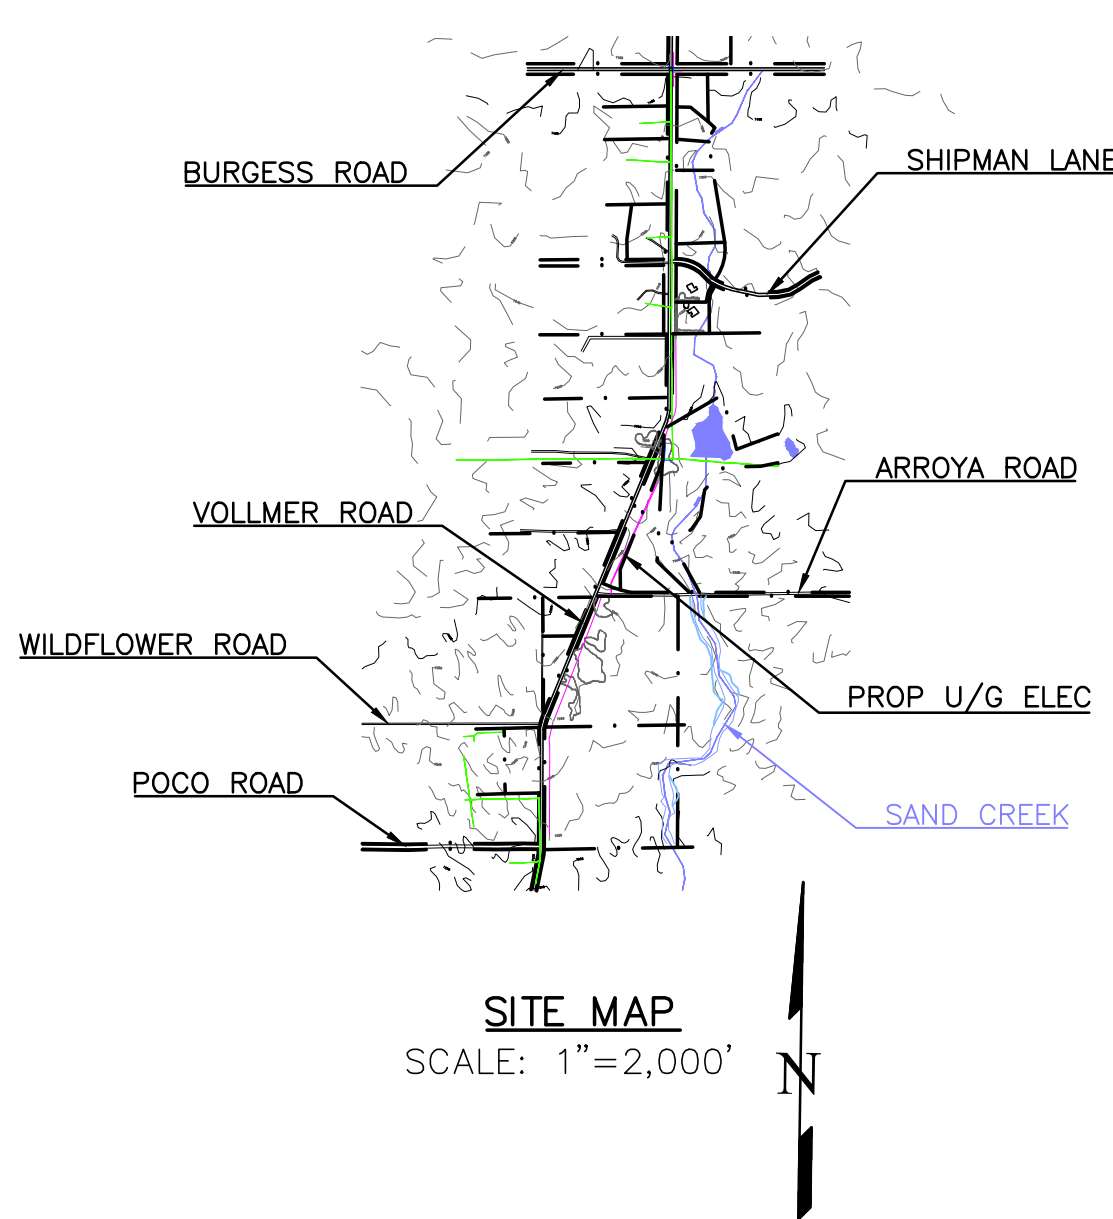 BURGESS ROAD
SHIPMAN LANE
ARROYA ROAD
VOLLMER ROAD
WILDFLOWER ROAD
PROP U/G ELEC
POCO ROAD
SAND CREEK
SITE MAP
SCALE: 1"=2,000'
N